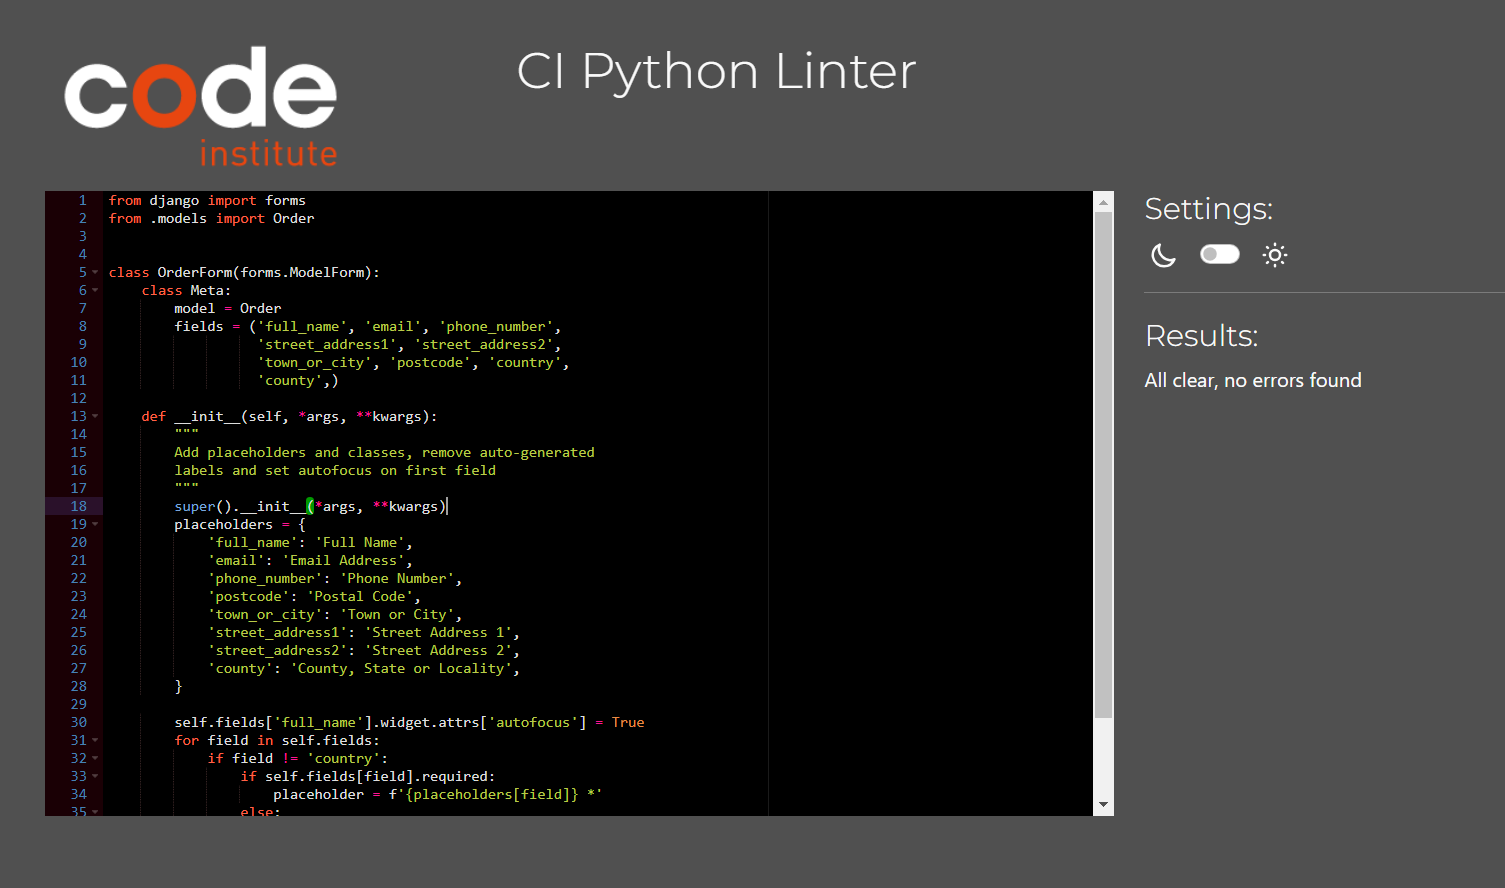 code
institute
CI Python Linter
1 from django import forms
2 from .models import Order
3
4
5 class OrderForm(forms.ModelForm):
6     class Meta:
7         model = Order
8         fields = ('full_name', 'email', 'phone_number',
9                   'street_address1', 'street_address2',
10                   'town_or_city', 'postcode', 'country',
11                   'county',)
12
13     def __init__(self, *args, **kwargs):
14         """
15         Add placeholders and classes, remove auto-generated
16         labels and set autofocus on first field
17         """
18         super().__init__(*args, **kwargs)
19         placeholders = {
20             'full_name': 'Full Name',
21             'email': 'Email Address',
22             'phone_number': 'Phone Number',
23             'postcode': 'Postal Code',
24             'town_or_city': 'Town or City',
25             'street_address1': 'Street Address 1',
26             'street_address2': 'Street Address 2',
27             'county': 'County, State or Locality',
28         }
29
30         self.fields['full_name'].widget.attrs['autofocus'] = True
31         for field in self.fields:
32             if field != 'country':
33                 if self.fields[field].required:
34                     placeholder = f'{placeholders[field]} *'
35                 else:
Settings:
Results:
All clear, no errors found